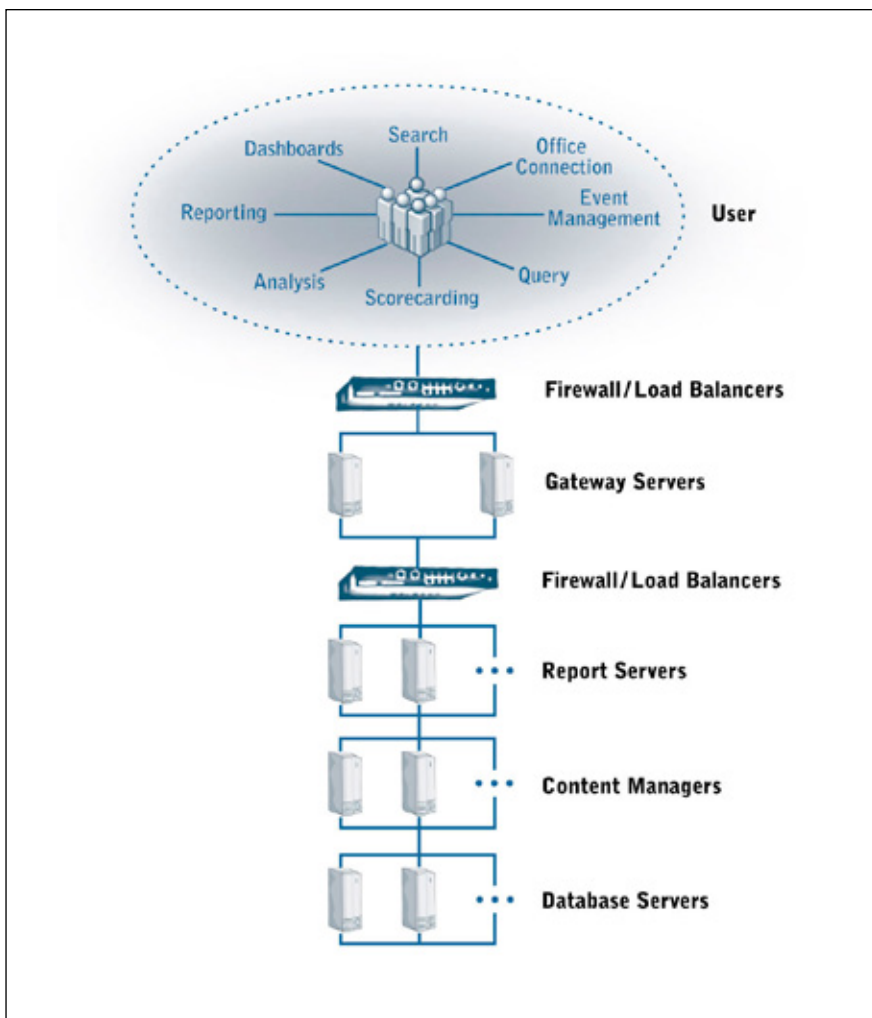 Search
Dashboards
Office
Connection
Reporting
Event
Management
User
Analysis
Query
Scorecarding
Firewall/Load Balancers
Gateway Servers
Firewall/Load Balancers
Report Servers
Content Managers
Database Servers